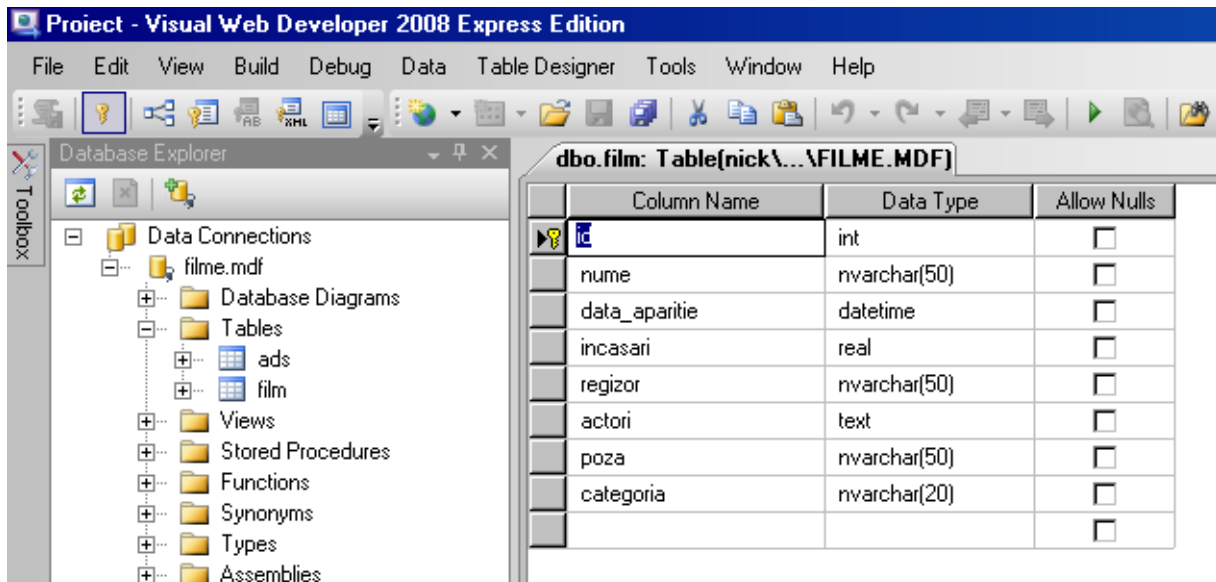 Proiect - Visual Web Developer 2008 Express Edition
File Edit View Build Debug Data Table Designer Tools Window Help
Toolbox
Database Explorer
Data Connections
filme.mdf
Database Diagrams
Tables
ads
film
Views
Stored Procedures
Functions
Synonyms
Types
Assemblies
dbo.film: Table(nick\...\FILME.MDF)
Column Name Data Type Allow Nulls
id int
nume nvarchar(50)
data_aparitie datetime
incasari real
regizor nvarchar(50)
actori text
poza nvarchar(50)
categoria nvarchar(20)